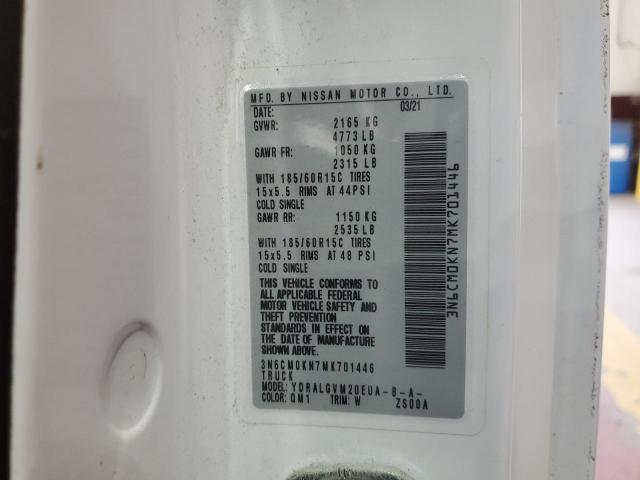 MFD. BY NISSAN MOTOR CO., LTD.
DATE: 03/21
GVWR: 2165 KG
4773 LB
GAWR FR: 1050 KG
2315 LB
WITH 185/60R15C TIRES
15x5.5 RIMS AT 44PSI
COLD SINGLE
GAWR RR: 1150 KG
2535 LB
WITH 185/60R15C TIRES
15x5.5 RIMS AT 48 PSI
COLD SINGLE
THIS VEHICLE CONFORMS TO
ALL APPLICABLE FEDERAL
MOTOR VEHICLE SAFETY AND
THEFT PREVENTION
STANDARDS IN EFFECT ON
THE DATE OF MANUFACTURE
SHOWN ABOVE.
3N6CM0KN7MK701446
TRUCK
MODEL: YDRALGVM20EUA-B-A-
COLOR: QM1 TRIM: W ZS00A
3N6CM0KN7MK701446